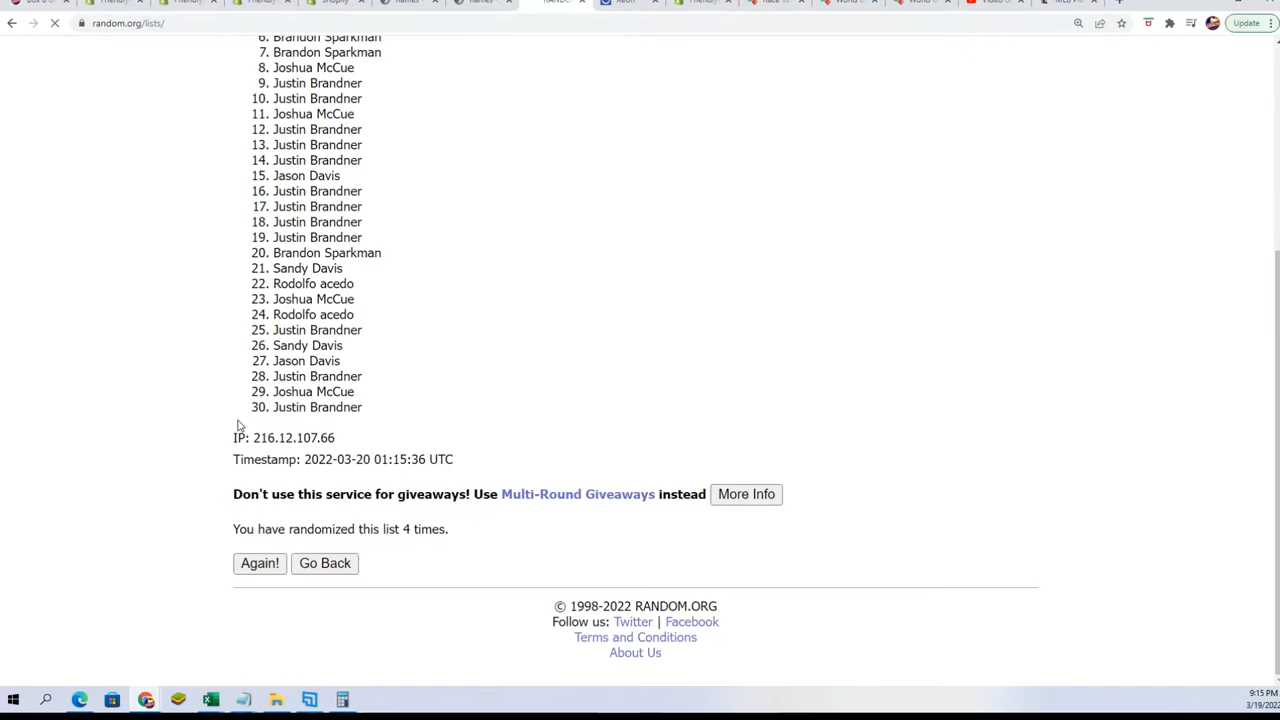 random.org/lists/
Update
6. Brandon Sparkman
7. Brandon Sparkman
8. Joshua McCue
9. Justin Brandner
10. Justin Brandner
11. Joshua McCue
12. Justin Brandner
13. Justin Brandner
14. Justin Brandner
15. Jason Davis
16. Justin Brandner
17. Justin Brandner
18. Justin Brandner
19. Justin Brandner
20. Brandon Sparkman
21. Sandy Davis
22. Rodolfo acedo
23. Joshua McCue
24. Rodolfo acedo
25. Justin Brandner
26. Sandy Davis
27. Jason Davis
28. Justin Brandner
29. Joshua McCue
30. Justin Brandner
IP: 216.12.107.66
Timestamp: 2022-03-20 01:15:36 UTC
Don't use this service for giveaways! Use Multi-Round Giveaways instead More Info
You have randomized this list 4 times.
Again! Go Back
© 1998-2022 RANDOM.ORG
Follow us: Twitter | Facebook
Terms and Conditions
About Us
9:15 PM